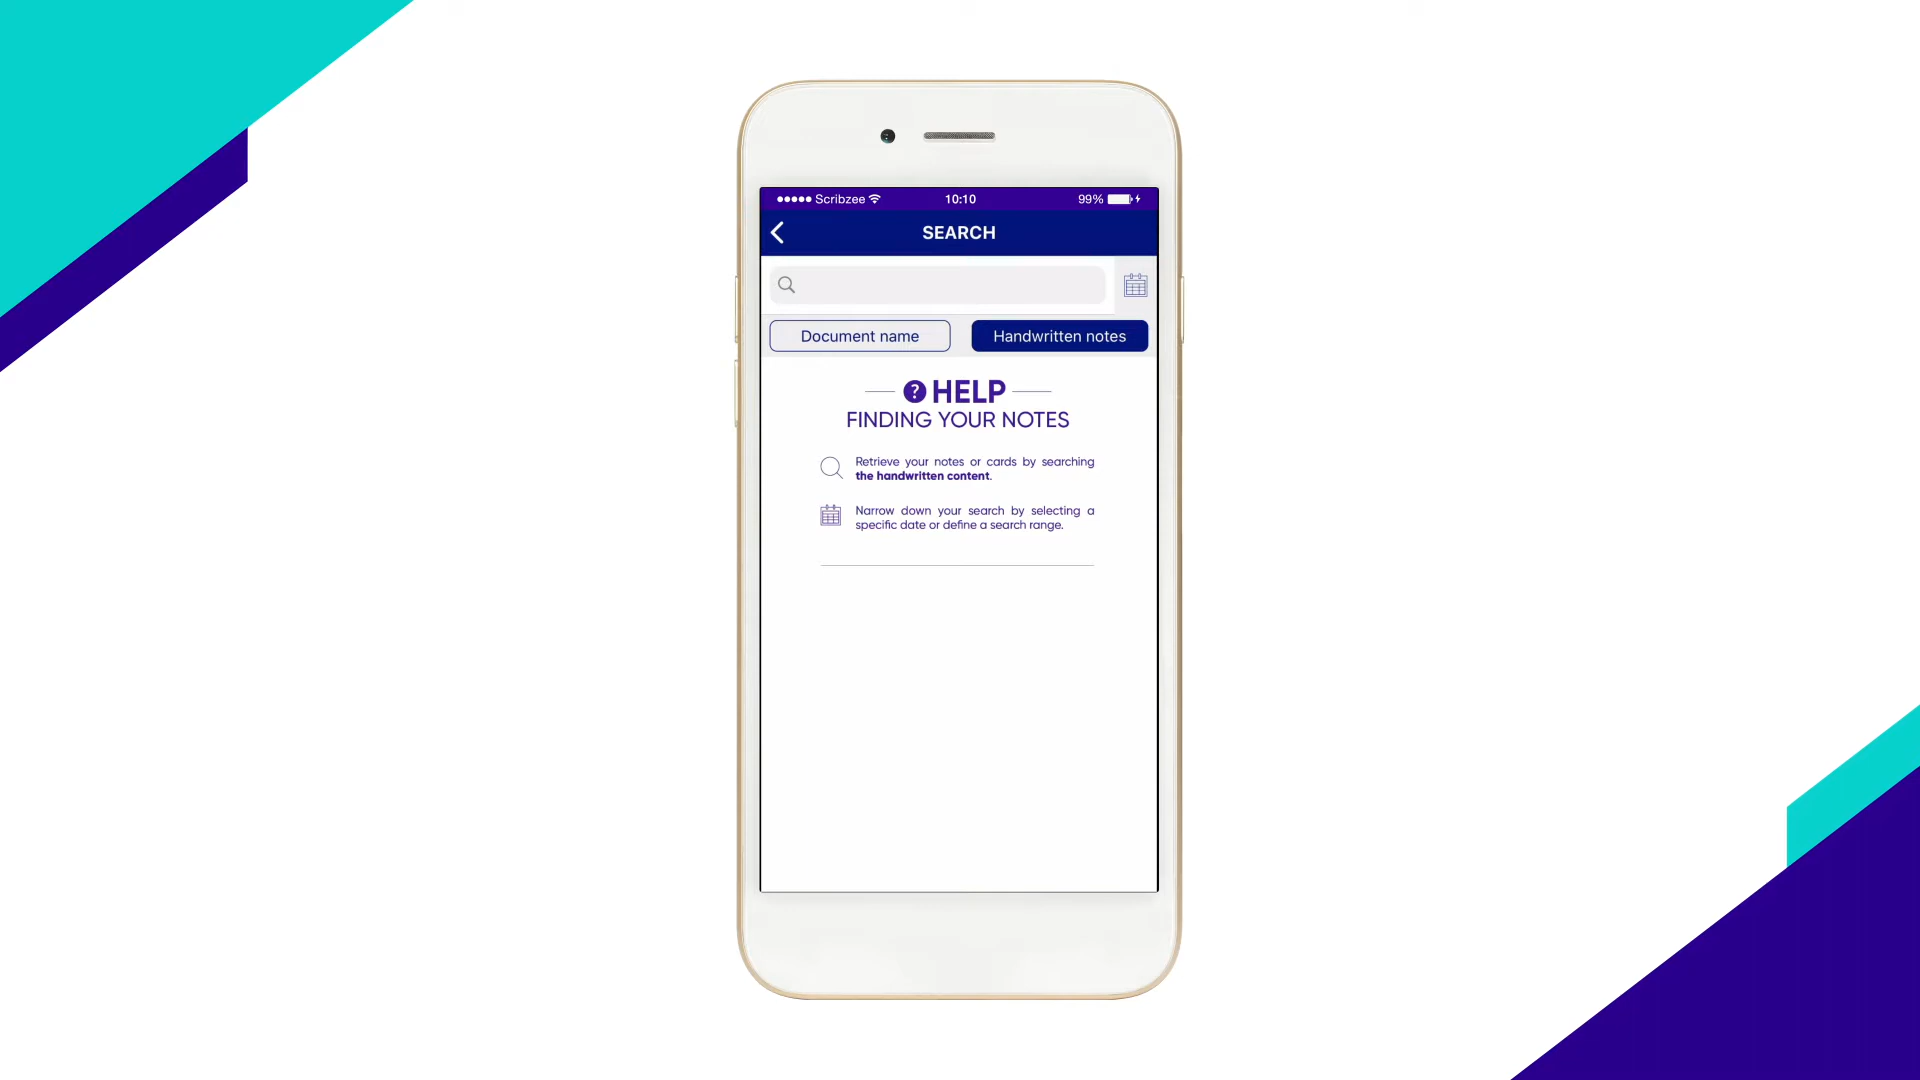 Scribzee 10:10 99%
SEARCH
Document name Handwritten notes
? HELP
FINDING YOUR NOTES
Retrieve your notes or cards by searching
the handwritten content.
Narrow down your search by selecting a
specific date or define a search range.